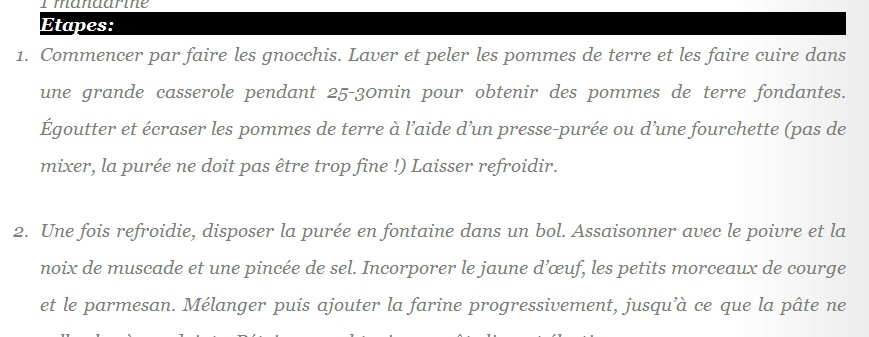 1 mandarine
Etapes:
1. Commencer par faire les gnocchis. Laver et peler les pommes de terre et les faire cuire dans
une grande casserole pendant 25-30min pour obtenir des pommes de terre fondantes.
Égoutter et écraser les pommes de terre à l’aide d’un presse-purée ou d’une fourchette (pas de
mixer, la purée ne doit pas être trop fine !) Laisser refroidir.
2. Une fois refroidie, disposer la purée en fontaine dans un bol. Assaisonner avec le poivre et la
noix de muscade et une pincée de sel. Incorporer le jaune d’œuf, les petits morceaux de courge
et le parmesan. Mélanger puis ajouter la farine progressivement, jusqu’à ce que la pâte ne